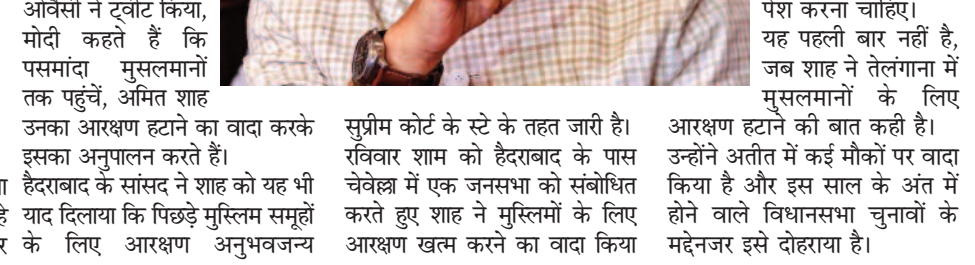 ओवैसी ने ट्वीट किया,
मोदी कहते हैं कि
पसमांदा मुसलमानों
तक पहुंचें, अमित शाह
उनका आरक्षण हटाने का वादा करके
इसका अनुपालन करते हैं।
हैदराबाद के सांसद ने शाह को यह भी
याद दिलाया कि पिछड़े मुस्लिम समूहों
के लिए आरक्षण अनुभवजन्य
सुप्रीम कोर्ट के स्टे के तहत जारी है।
रविवार शाम को हैदराबाद के पास
चेवेल्ला में एक जनसभा को संबोधित
करते हुए शाह ने मुस्लिमों के लिए
आरक्षण खत्म करने का वादा किया
पेश करना चाहिए।
यह पहली बार नहीं है,
जब शाह ने तेलंगाना में
मुसलमानों के लिए
आरक्षण हटाने की बात कही है।
उन्होंने अतीत में कई मौकों पर वादा
किया है और इस साल के अंत में
होने वाले विधानसभा चुनावों के
मद्देनजर इसे दोहराया है।